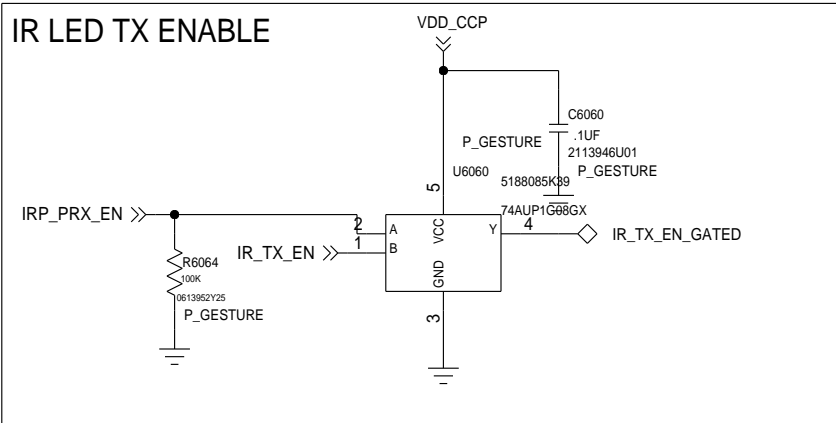 IR LED TX ENABLE
VDD_CCP
C6060
.1UF
P_GESTURE
2113946U01
P_GESTURE
U6060
5188085K39
74AUP1G08GX
5
IRP_PRX_EN
2
A
VCC
Y
4
IR_TX_EN_GATED
IR_TX_EN
1
B
GND
R6064
100K
0613952Y25
P_GESTURE
3